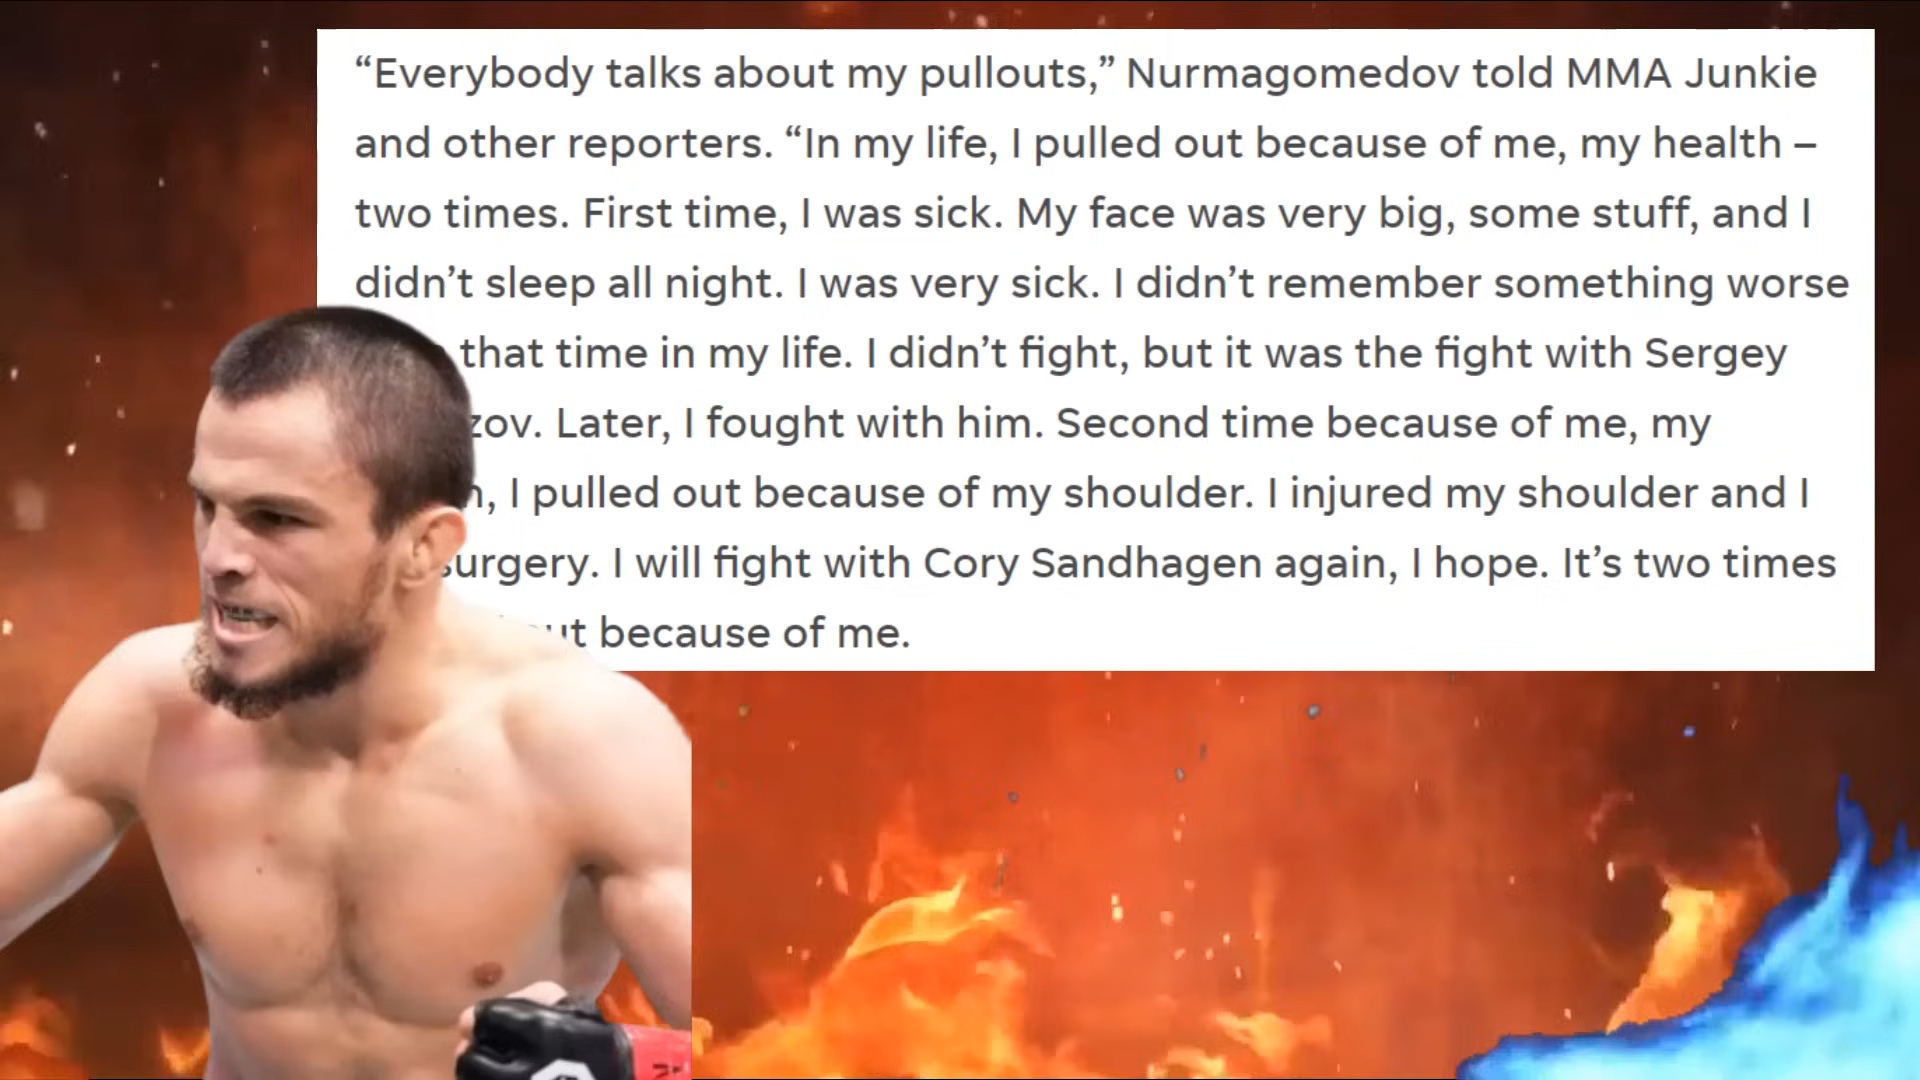 “Everybody talks about my pullouts,” Nurmagomedov told MMA Junkie
and other reporters. “In my life, I pulled out because of me, my health –
two times. First time, I was sick. My face was very big, some stuff, and I
didn’t sleep all night. I was very sick. I didn’t remember something worse
that time in my life. I didn’t fight, but it was the fight with Sergey
zov. Later, I fought with him. Second time because of me, my
, I pulled out because of my shoulder. I injured my shoulder and I
surgery. I will fight with Cory Sandhagen again, I hope. It’s two times
because of me.